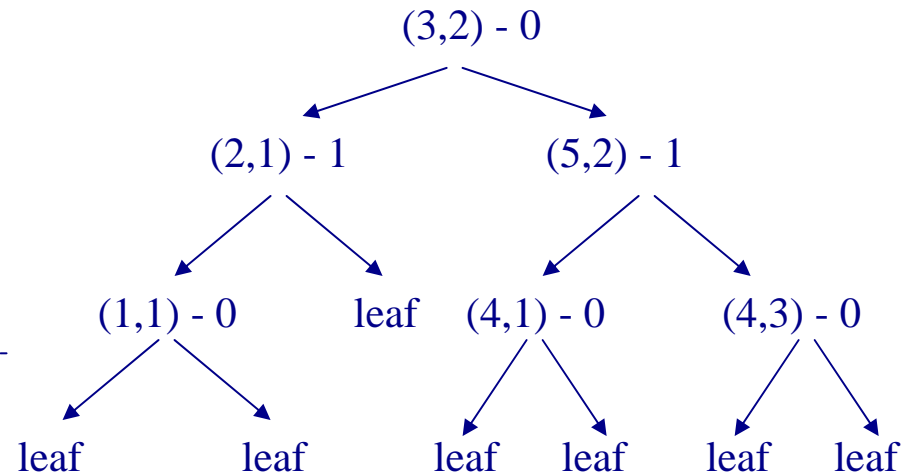 (3,2) - 0
(2,1) - 1 (5,2) - 1
(1,1) - 0 leaf (4,1) - 0 (4,3) - 0
leaf leaf leaf leaf leaf leaf